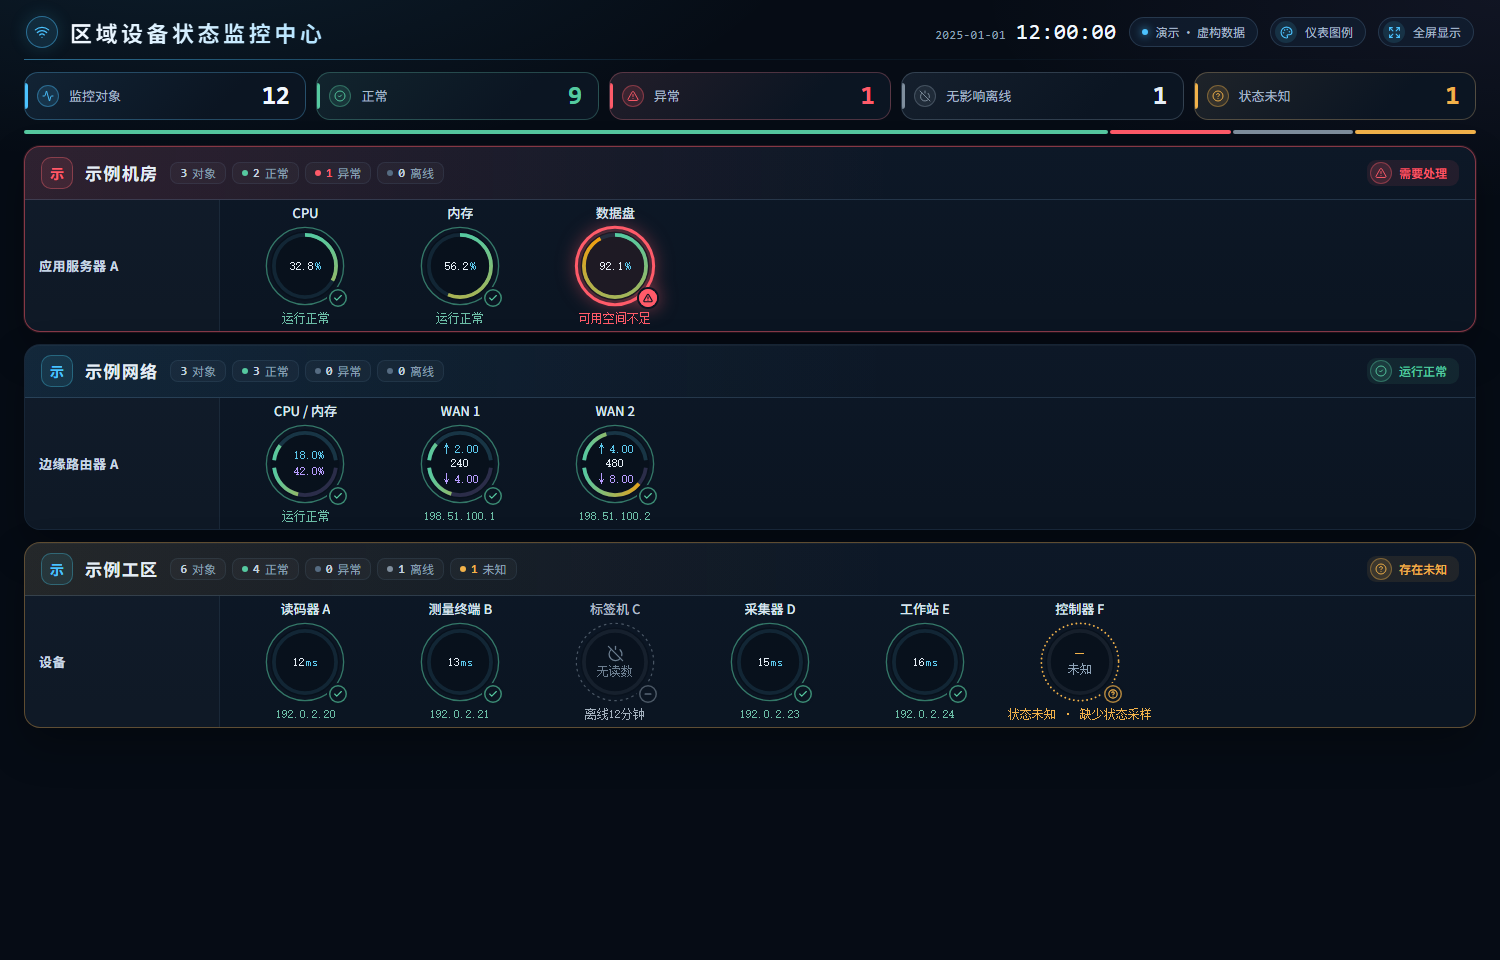 区域设备状态监控中心
2025-01-01 12:00:00 演示 · 虚构数据 仪表图例 全屏显示
监控对象 12 正常 9 异常 1 无影响离线 1 状态未知 1
示 示例机房 3 对象 2 正常 1 异常 0 离线 需要处理
CPU 内存 数据盘
应用服务器 A 32.8% 56.2% 92.1%
运行正常 运行正常 可用空间不足
示 示例网络 3 对象 3 正常 0 异常 0 离线 运行正常
CPU / 内存 WAN 1 WAN 2
18.0% ↑ 2.00 ↑ 4.00
边缘路由器 A 240 480
42.0% ↓ 4.00 ↓ 8.00
运行正常 198.51.100.1 198.51.100.2
示 示例工区 6 对象 4 正常 0 异常 1 离线 1 未知 存在未知
读码器 A 测量终端 B 标签机 C 采集器 D 工作站 E 控制器 F
—
设备 12ms 13ms 无读数 15ms 16ms 未知
192.0.2.20 192.0.2.21 离线12分钟 192.0.2.23 192.0.2.24 状态未知 · 缺少状态采样